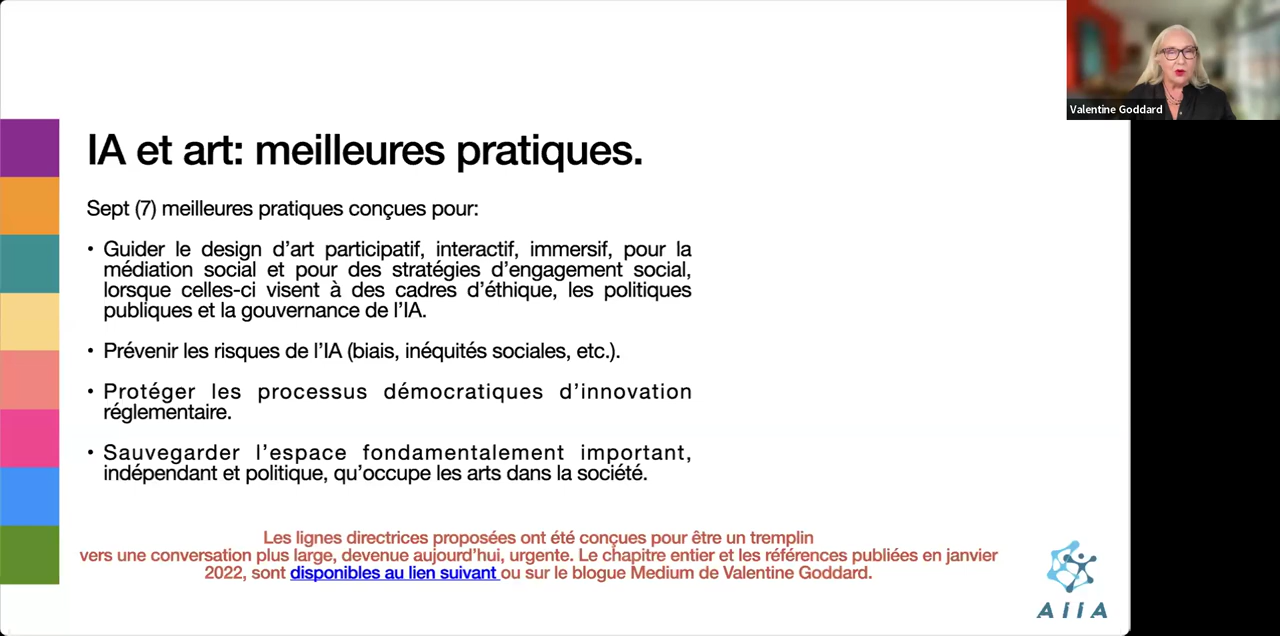 Valentine Goddard
IA et art: meilleures pratiques.
Sept (7) meilleures pratiques conçues pour:
• Guider le design d’art participatif, interactif, immersif, pour la
médiation social et pour des stratégies d’engagement social,
lorsque celles-ci visent à des cadres d’éthique, les politiques
publiques et la gouvernance de l’IA.
• Prévenir les risques de l’IA (biais, inéquités sociales, etc.).
• Protéger les processus démocratiques d’innovation
réglementaire.
• Sauvegarder l’espace fondamentalement important,
indépendant et politique, qu’occupe les arts dans la société.
Les lignes directrices proposées ont été conçues pour être un tremplin
vers une conversation plus large, devenue aujourd’hui, urgente. Le chapitre entier et les références publiées en janvier
2022, sont disponibles au lien suivant ou sur le blogue Medium de Valentine Goddard.
AiiA